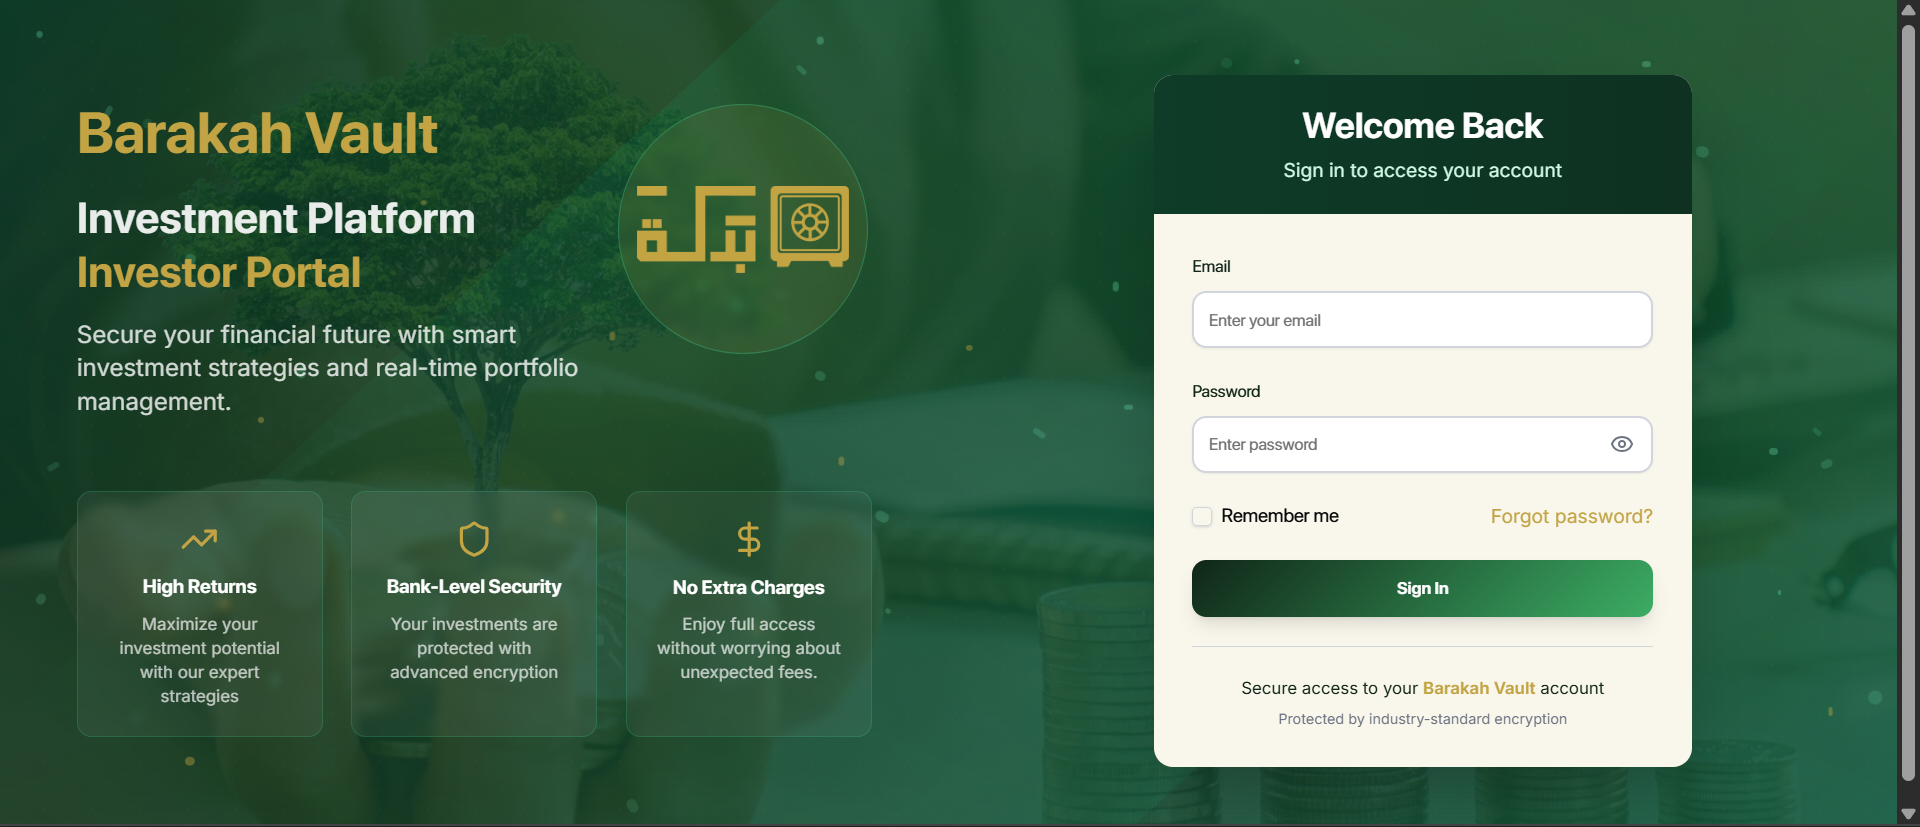 Barakah Vault
Investment Platform
Investor Portal
Secure your financial future with smart
investment strategies and real-time portfolio
management.
بركة
High Returns
Maximize your
investment potential
with our expert
strategies
Bank-Level Security
Your investments are
protected with
advanced encryption
No Extra Charges
Enjoy full access
without worrying about
unexpected fees.
Welcome Back
Sign in to access your account
Email
Enter your email
Password
Enter password
Remember me
Forgot password?
Sign In
Secure access to your Barakah Vault account
Protected by industry-standard encryption